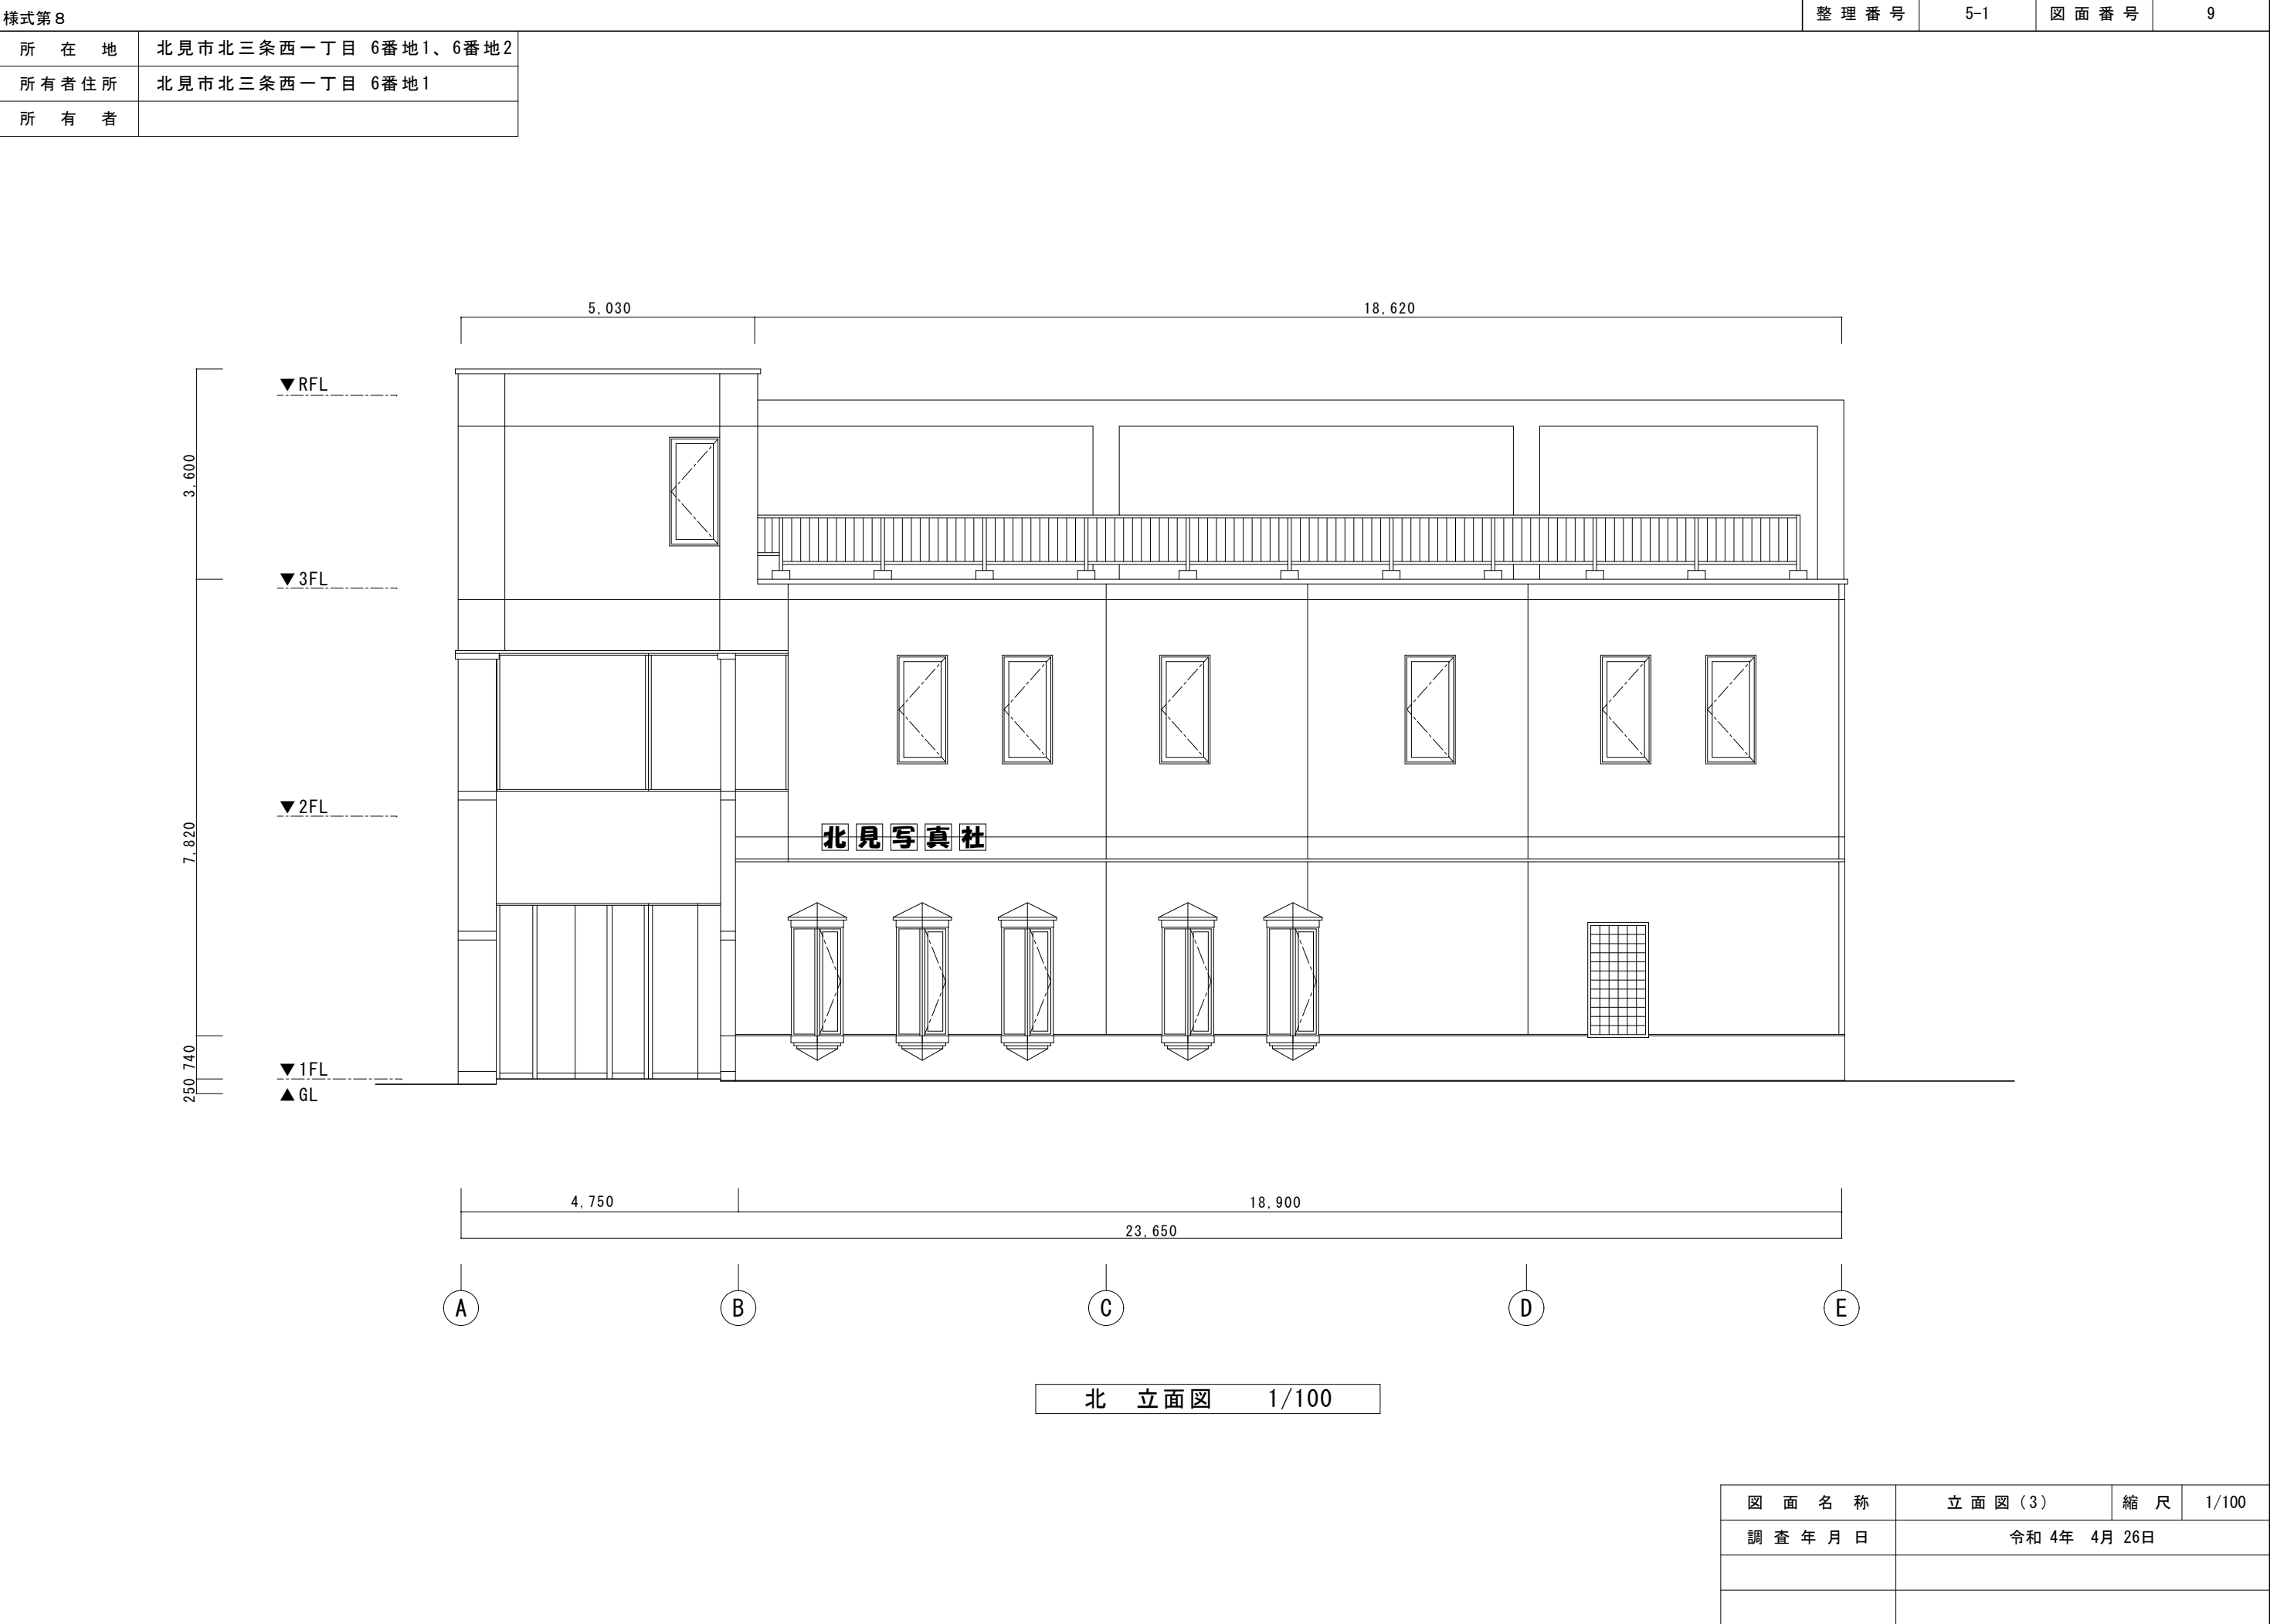 様式第８
整理番号 5-1 図面番号 9
所在地 北見市北三条西一丁目 6番地1、6番地2
所有者住所 北見市北三条西一丁目 6番地1
所有者
5,030 18,620
▼RFL
3,600
▼3FL
▼2FL
7,820
北見写真社
740
▼1FL
250
▲GL
4,750 18,900
23,650
A B C D E
北 立面図 1/100
図面名称 立面図(3) 縮尺 1/100
調査年月日 令和 4年 4月 26日